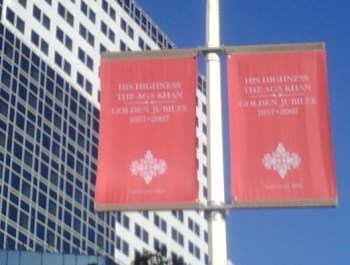 HIS HIGHNESS
THE AGA KHAN
GOLDEN JUBILEE
1957•2007
HIS HIGHNESS
THE AGA KHAN
GOLDEN JUBILEE
1957•2007